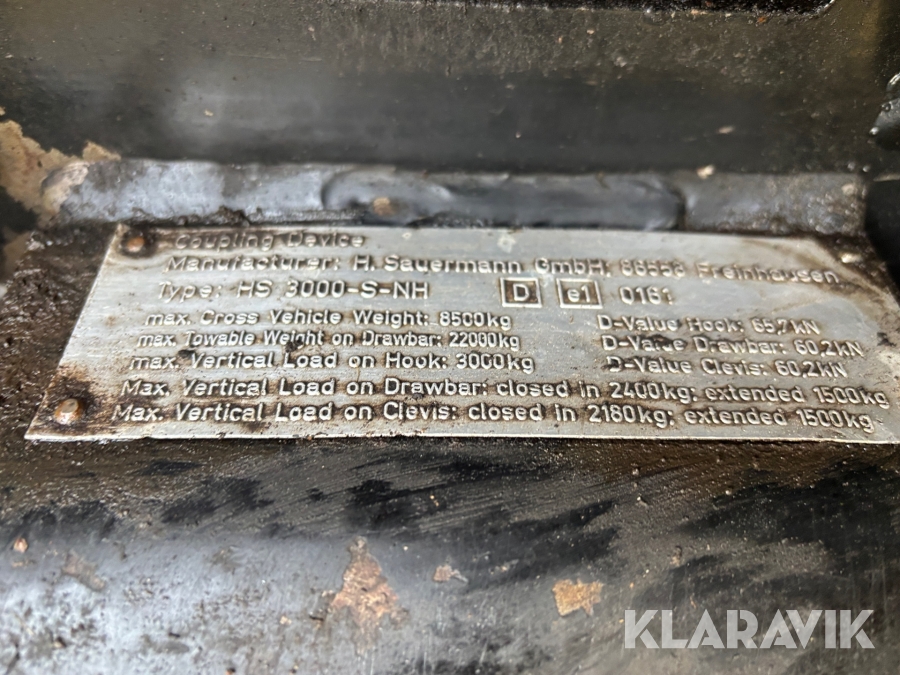 Coupling Device
Manufacturer: H. Sauermann GmbH; 86558 Freinhausen
Type: HS 3000-S-NH D e1 0161
max. Cross Vehicle Weight: 8500kg D-Value Hook: 65,7kN
max. Towable Weight on Drawbar: 22000kg D-Value Drawbar: 60,2kN
max. Vertical Load on Hook: 3000kg D-Value Clevis: 60,2kN
Max. Vertical Load on Drawbar: closed in 2400kg; extended 1500kg
Max. Vertical Load on Clevis: closed in 2180kg; extended 1500kg
KLARAVIK